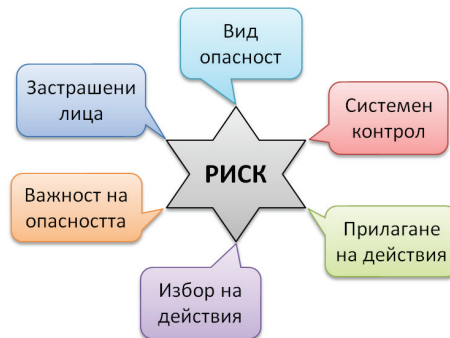 Вид
опасност
Застрашени
лица
Системен
контрол
РИСК
Важност на
опасността
Прилагане
на действия
Избор на
действия